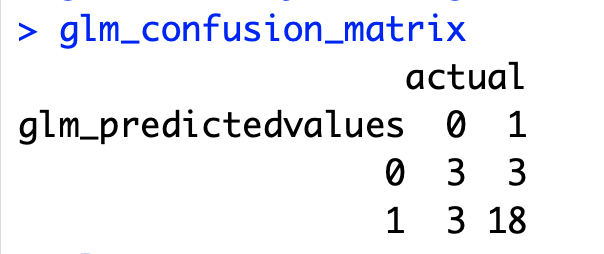 > glm_confusion_matrix
actual
glm_predictedvalues 0 1
0 3 3
1 3 18